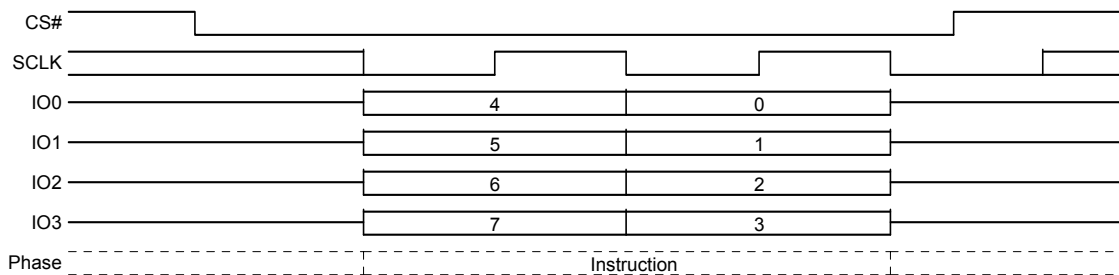 CS#
SCLK
IO0 4 0
IO1 5 1
IO2 6 2
IO3 7 3
Phase Instruction